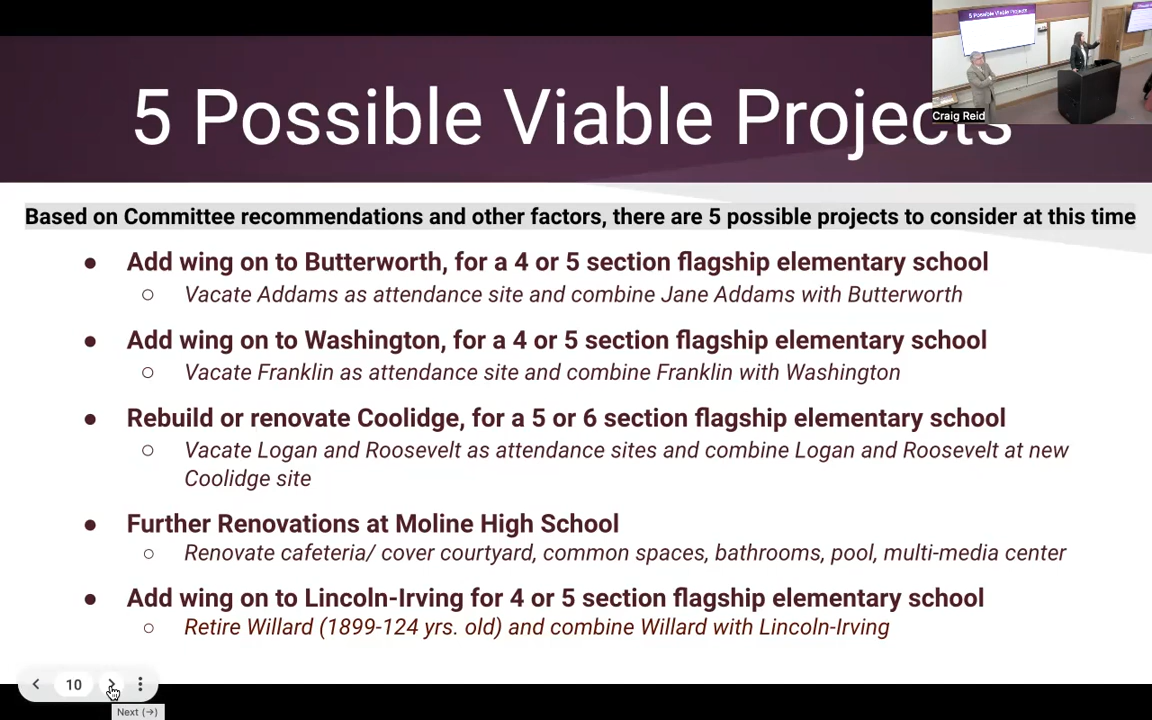 5 Possible Viable Projects
5 Possible Viable Projects
Craig Reid
Based on Committee recommendations and other factors, there are 5 possible projects to consider at this time
● Add wing on to Butterworth, for a 4 or 5 section flagship elementary school
○ Vacate Addams as attendance site and combine Jane Addams with Butterworth
● Add wing on to Washington, for a 4 or 5 section flagship elementary school
○ Vacate Franklin as attendance site and combine Franklin with Washington
● Rebuild or renovate Coolidge, for a 5 or 6 section flagship elementary school
○ Vacate Logan and Roosevelt as attendance sites and combine Logan and Roosevelt at new
Coolidge site
● Further Renovations at Moline High School
○ Renovate cafeteria/ cover courtyard, common spaces, bathrooms, pool, multi-media center
● Add wing on to Lincoln-Irving for 4 or 5 section flagship elementary school
○ Retire Willard (1899-124 yrs. old) and combine Willard with Lincoln-Irving
10
Next (→)